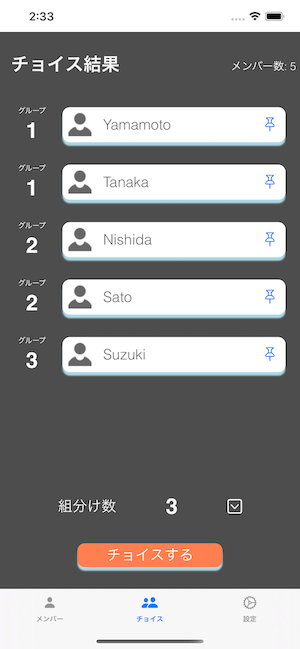 2:33
チョイス結果
メンバー数: 5
グループ
1
Yamamoto
グループ
1
Tanaka
グループ
2
Nishida
グループ
2
Sato
グループ
3
Suzuki
組分け数 3
チョイスする
メンバー チョイス 設定